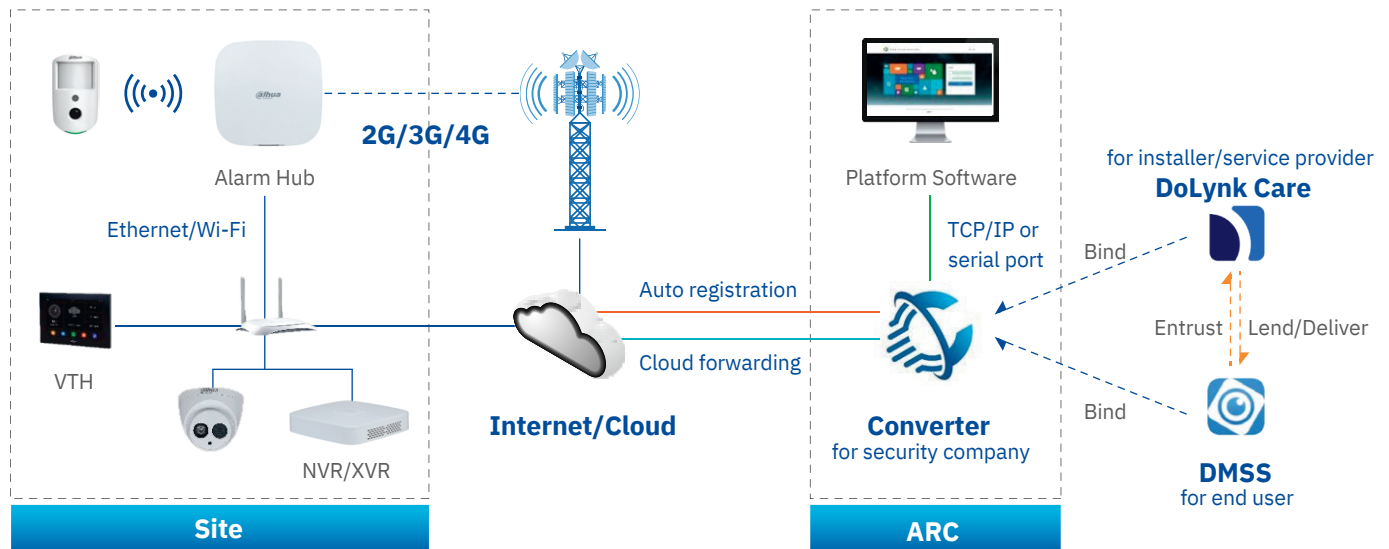 alhua
2G/3G/4G
Alarm Hub
Ethernet/Wi-Fi
VTH
NVR/XVR
Site
Internet/Cloud
Auto registration
Cloud forwarding
Platform Software
TCP/IP or
serial port
Converter
for security company
ARC
for installer/service provider
DoLynk Care
Bind
Entrust
Lend/Deliver
Bind
DMSS
for end user